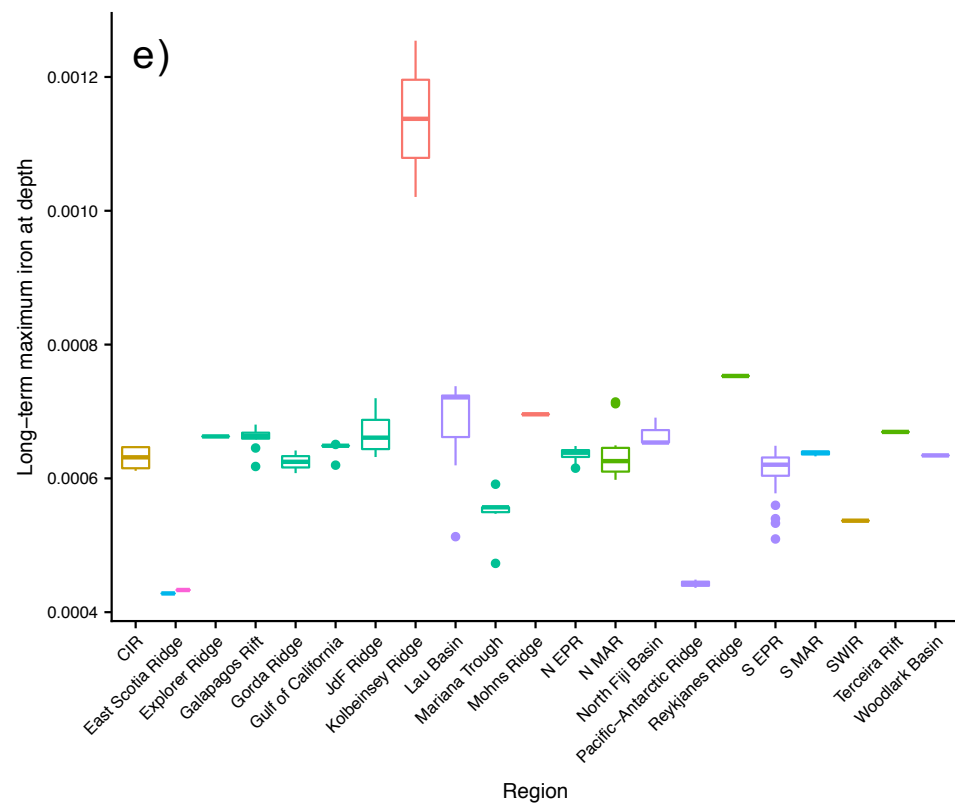 e)
Long-term maximum iron at depth
0.0012
0.0010
0.0008
0.0006
0.0004
CIR
East Scotia Ridge
Explorer Ridge
Galapagos Rift
Gorda Ridge
Gulf of California
JdF Ridge
Kolbeinsey Ridge
Lau Basin
Mariana Trough
Mohns Ridge
N EPR
N MAR
North Fiji Basin
Pacific−Antarctic Ridge
Reykjanes Ridge
S EPR
S MAR
SWIR
Terceira Rift
Woodlark Basin
Region